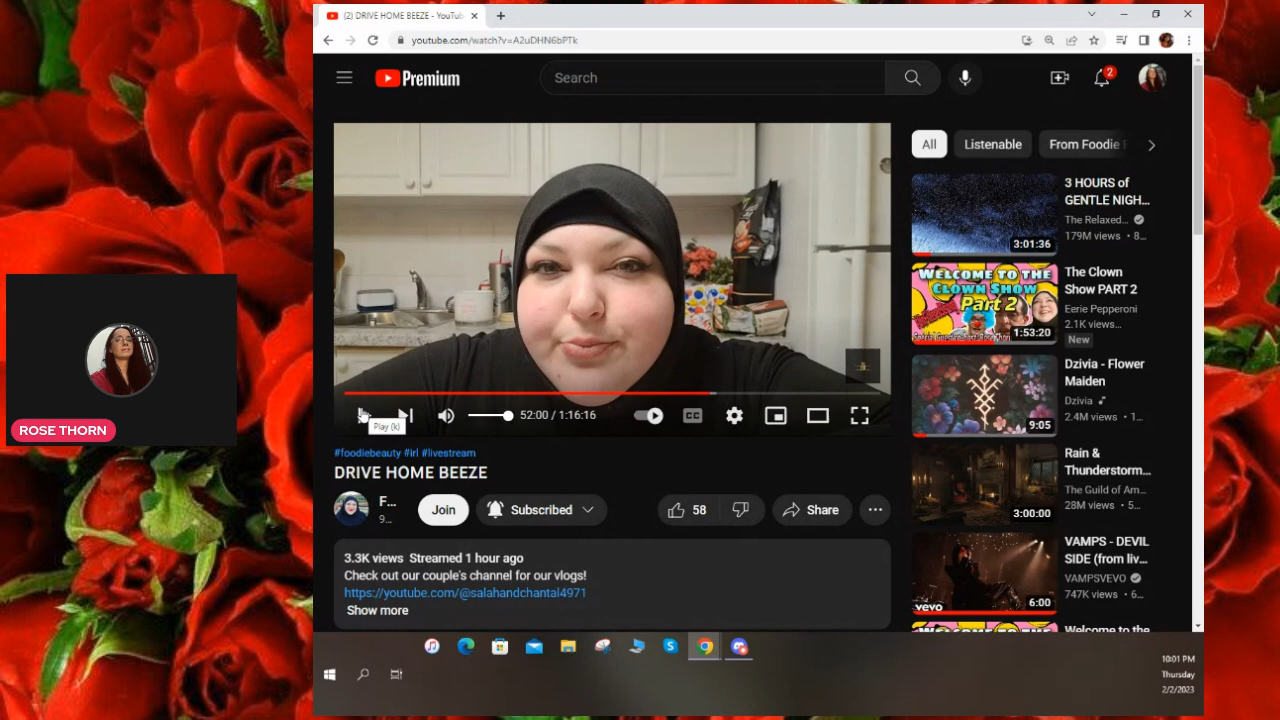 (2) DRIVE HOME BEEZE - YouTub
youtube.com/watch?v=A2uDHN6bPTk
Premium
Search
2
All
Listenable
From Foodie
3 HOURS of
GENTLE NIGH...
The Relaxed...
179M views • 8...
3:01:36
WELCOME TO THE
CLOWN SHOW
Part 2
1:53:20
The Clown
Show PART 2
Eerie Pepperoni
2.1K views...
New
Dzivia - Flower
Maiden
Dzivia
2.4M views • 1...
9:05
Rain &
Thunderstorm...
The Guild of Am...
28M views • 5...
3:00:00
VAMPS - DEVIL
SIDE (from liv...
VAMPSVEVO
747K views • 6...
vevo
6:00
WELCOME TO THE
Welcome to the
52:00 / 1:16:16
CC
Play (k)
#foodiebeauty #irl #livestream
DRIVE HOME BEEZE
F...
9...
Join
Subscribed
58
Share
3.3K views Streamed 1 hour ago
Check out our couple's channel for our vlogs!
https://youtube.com/@salahandchantal4971
Show more
ROSE THORN
10:01 PM
Thursday
2/2/2023